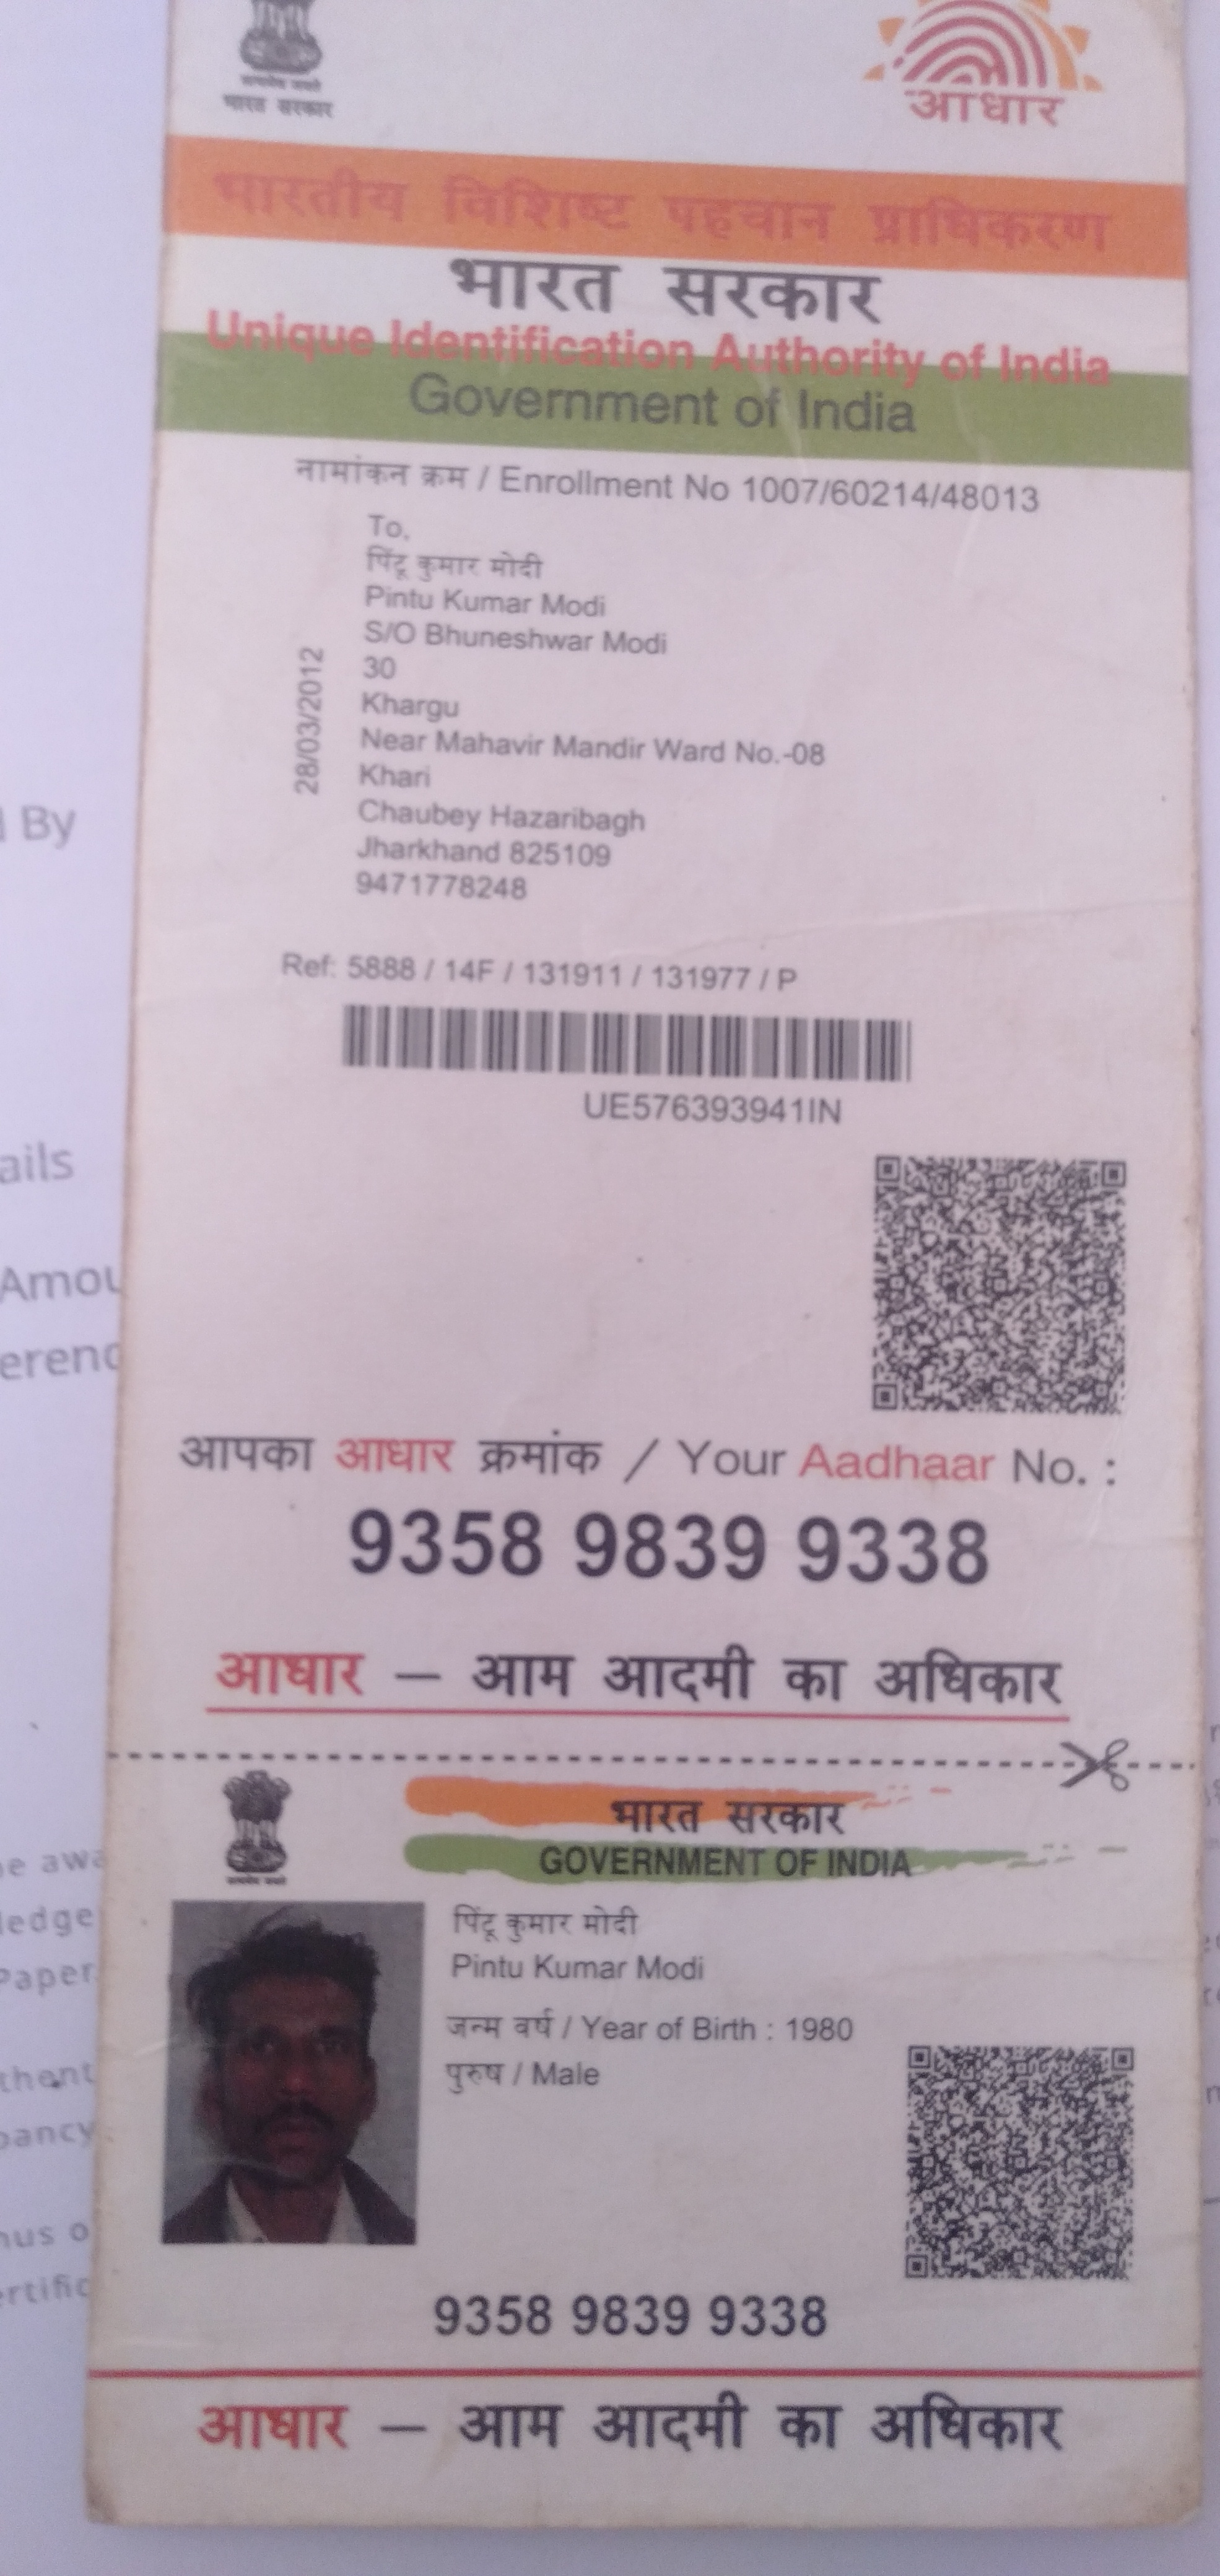 भारत सरकार
आधार
भारतीय विशिष्ट पहचान प्राधिकरण
भारत सरकार
Unique Identification Authority of India
Government of India
नामांकन क्रम / Enrollment No 1007/60214/48013
To,
पिंटू कुमार मोदी
Pintu Kumar Modi
S/O Bhuneshwar Modi
30
Khargu
Near Mahavir Mandir Ward No.-08
Khari
Chaubey Hazaribagh
Jharkhand 825109
9471778248
28/03/2012
Ref: 5888 / 14F / 131911 / 131977 / P
UE576393941IN
आपका आधार क्रमांक / Your Aadhaar No. :
9358 9839 9338
आधार – आम आदमी का अधिकार
भारत सरकार
GOVERNMENT OF INDIA
पिंटू कुमार मोदी
Pintu Kumar Modi
जन्म वर्ष / Year of Birth : 1980
पुरुष / Male
9358 9839 9338
आधार – आम आदमी का अधिकार
By